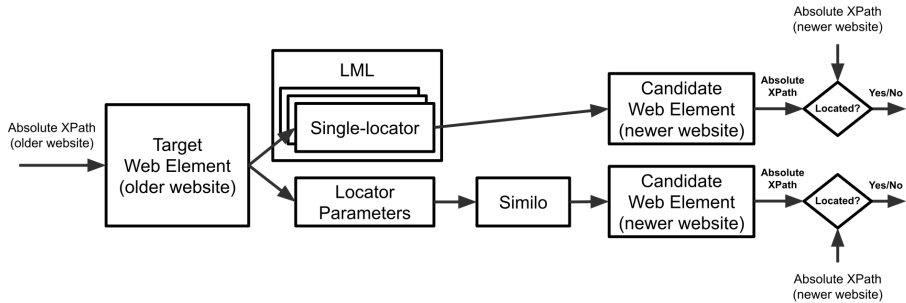 Absolute XPath
(newer website)
LML
Single-locator
Candidate
Web Element
(newer website)
Absolute
XPath
Located?
Yes/No
Absolute XPath
(older website)
Target
Web Element
(older website)
Locator
Parameters
Similo
Candidate
Web Element
(newer website)
Absolute
XPath
Located?
Yes/No
Absolute XPath
(newer website)